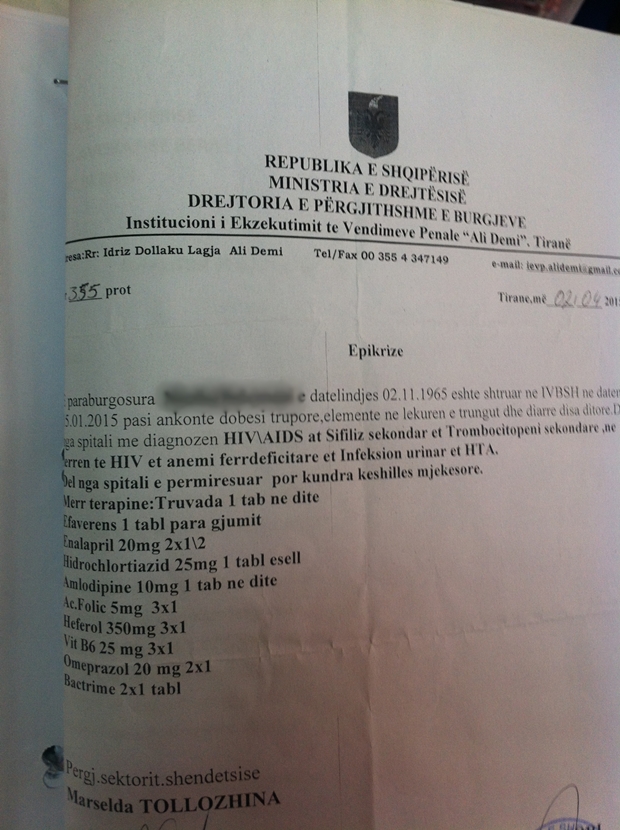 REPUBLIKA E SHQIPËRISË
MINISTRIA E DREJTËSISË
DREJTORIA E PËRGJITHSHME E BURGJEVE
Institucioni i Ekzekutimit te Vendimeve Penale “Ali Demi”. Tiranë
resa:Rr: Idriz Dollaku Lagja Ali Demi Tel/Fax 00 355 4 347149 e-mail: ievp.alidemi@gmail.co
355 prot Tirane,më 02.04 201
Epikrize
paraburgosura e datelindjes 02.11.1965 eshte shtruar ne IVBSH ne daten
5.01.2015 pasi ankonte dobesi trupore,elemente ne lekuren e trungut dhe diarre disa ditore.D
ga spitali me diagnozen HIV\AIDS at Sifiliz sekondar et Trombocitopeni sekondare ,ne
erren te HIV et anemi ferrdeficitare et Infeksion urinar et HTA.
Del nga spitali e permiresuar por kundra keshilles mjekesore.
Merr terapine:Truvada 1 tab ne dite
Efaverens 1 tabl para gjumit
Enalapril 20mg 2x1\2
Hidrochlortiazid 25mg 1 tabl esell
Amlodipine 10mg 1 tab ne dite
Ac.Folic 5mg 3x1
Heferol 350mg 3x1
Vit B6 25 mg 3x1
Omeprazol 20 mg 2x1
Bactrime 2x1 tabl
Pergj.sektorit.shendetsise
Marselda TOLLOZHINA